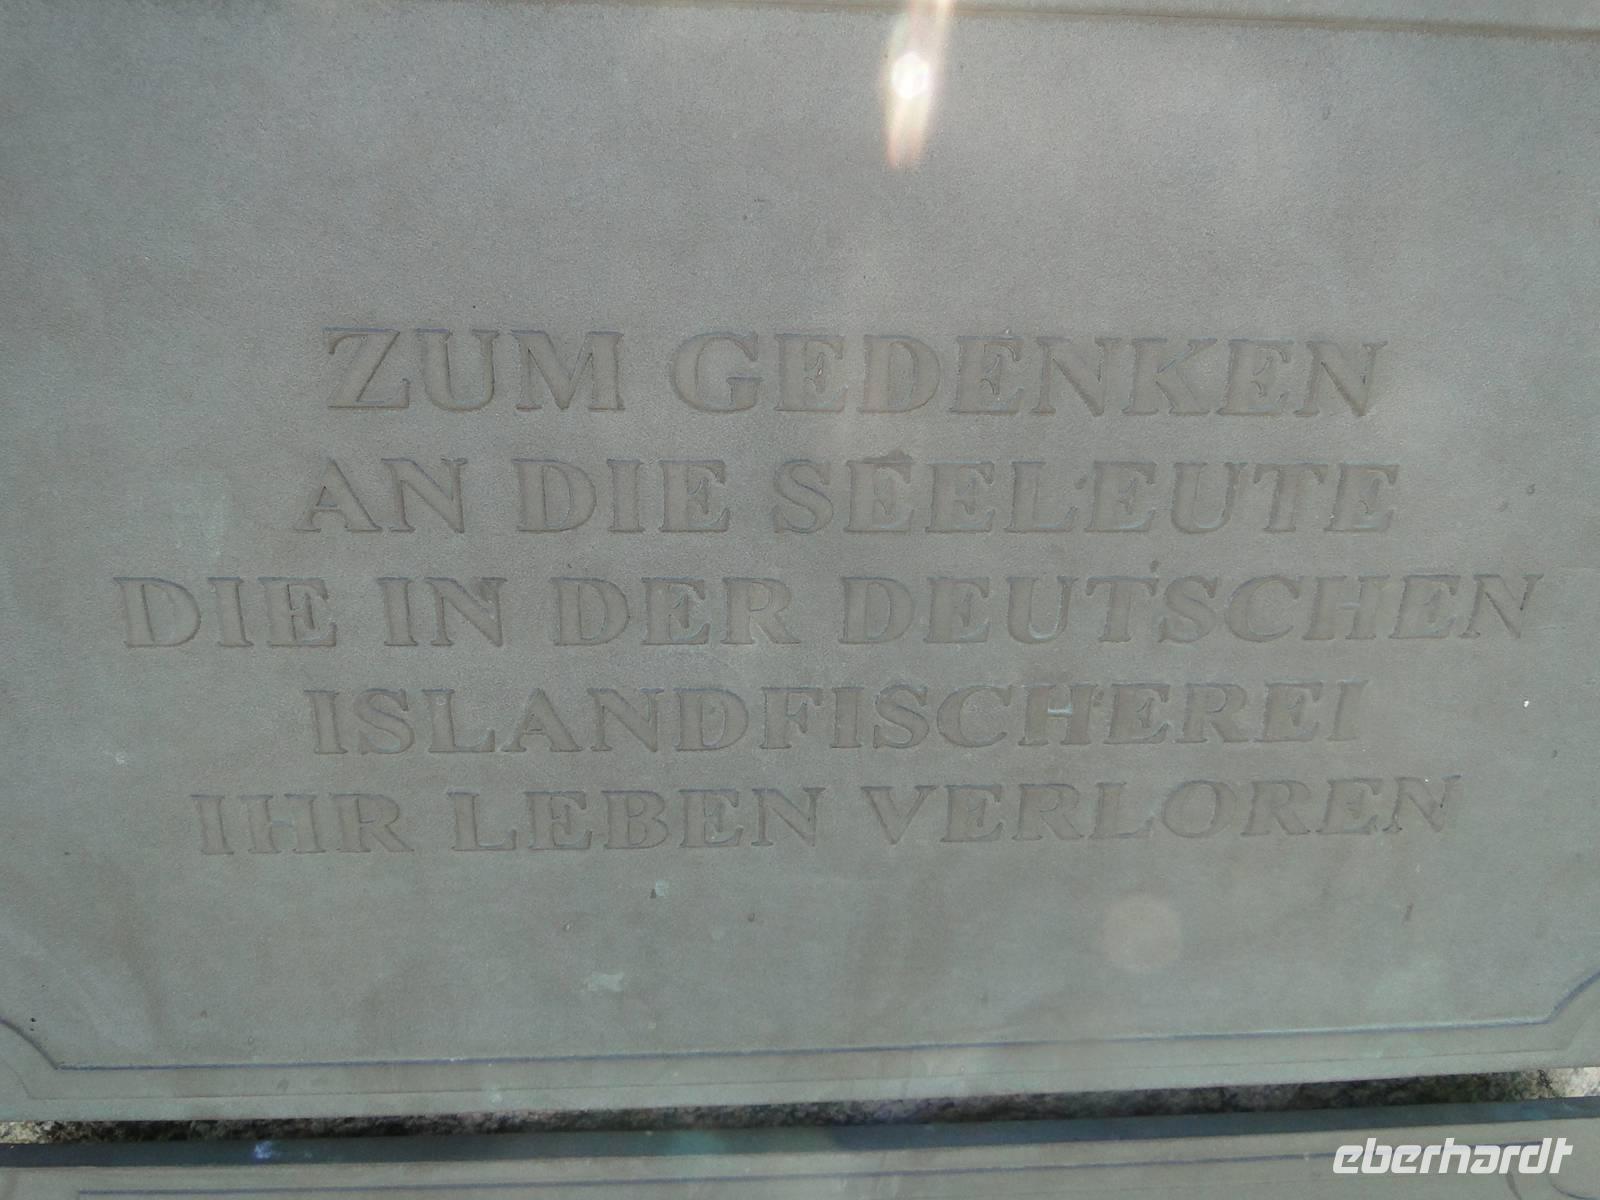 ZUM GEDENKEN
AN DIE SEELEUTE
DIE IN DER DEUTSCHEN
ISLANDFISCHEREI
IHR LEBEN VERLOREN
eberhardt